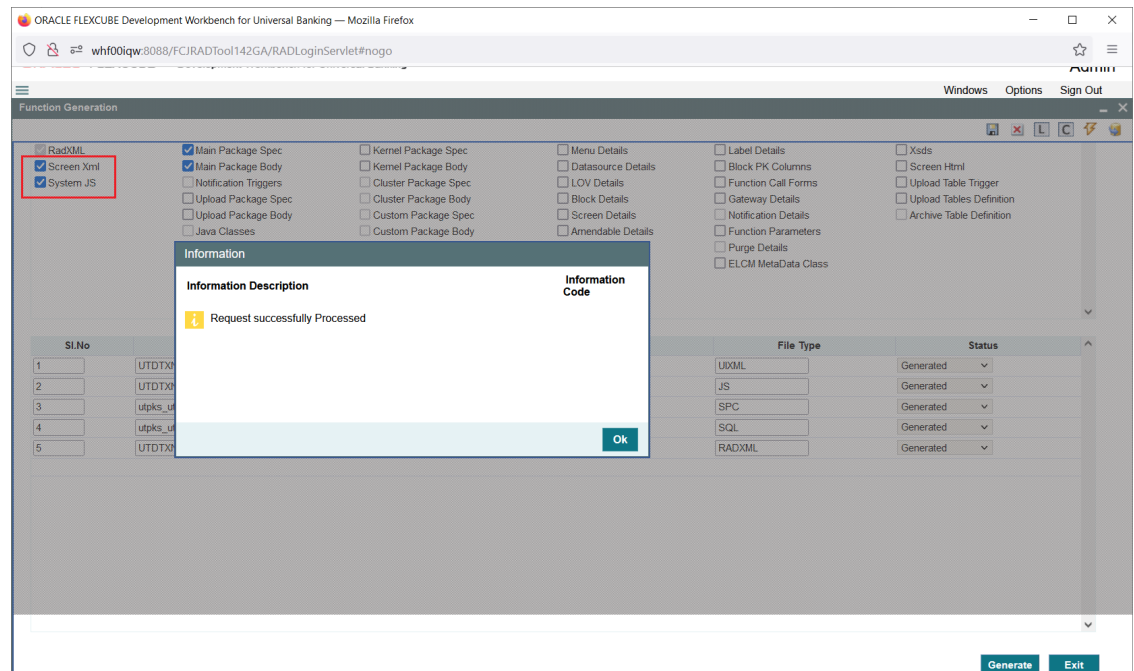 ORACLE FLEXCUBE Development Workbench for Universal Banking — Mozilla Firefox
whf00iqw:8088/FCJRADTool142GA/RADLoginServlet#nogo
Admin
Windows Options Sign Out
Function Generation
L C
RadXML Main Package Spec Kernel Package Spec Menu Details Label Details Xsds
Screen Xml Main Package Body Kernel Package Body Datasource Details Block PK Columns Screen Html
System JS Notification Triggers Cluster Package Spec LOV Details Function Call Forms Upload Table Trigger
Upload Package Spec Cluster Package Body Block Details Gateway Details Upload Tables Definition
Upload Package Body Custom Package Spec Screen Details Notification Details Archive Table Definition
Java Classes Custom Package Body Amendable Details Function Parameters
Purge Details
ELCM MetaData Class
Information
Information Description Information Code
Request successfully Processed
Ok
Sl.No File Type Status
1 UTDTXN UIXML Generated
2 UTDTXN JS Generated
3 utpks_ut SPC Generated
4 utpks_ut SQL Generated
5 UTDTXN RADXML Generated
Generate Exit